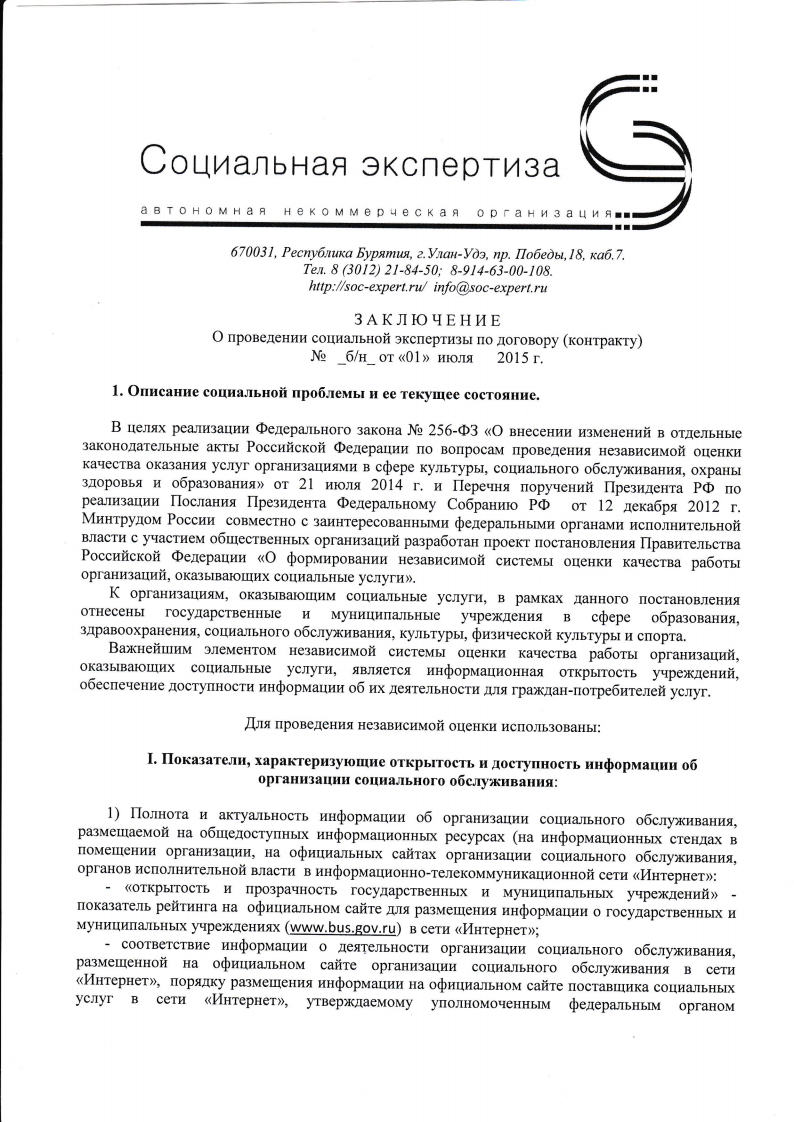 Социальная экспертиза
автономная некоммерческая организация
670031, Республика Бурятия, г.Улан-Удэ, пр. Победы,18, каб.7.
Тел. 8 (3012) 21-84-50; 8-914-63-00-108.
http://soc-expert.ru/ info@soc-expert.ru
З А К Л Ю Ч Е Н И Е
О проведении социальной экспертизы по договору (контракту)
№ _б/н_ от «01» июля 2015 г.
1. Описание социальной проблемы и ее текущее состояние.
В целях реализации Федерального закона № 256-ФЗ «О внесении изменений в отдельные
законодательные акты Российской Федерации по вопросам проведения независимой оценки
качества оказания услуг организациями в сфере культуры, социального обслуживания, охраны
здоровья и образования» от 21 июля 2014 г. и Перечня поручений Президента РФ по
реализации Послания Президента Федеральному Собранию РФ от 12 декабря 2012 г.
Минтрудом России совместно с заинтересованными федеральными органами исполнительной
власти с участием общественных организаций разработан проект постановления Правительства
Российской Федерации «О формировании независимой системы оценки качества работы
организаций, оказывающих социальные услуги».
К организациям, оказывающим социальные услуги, в рамках данного постановления
отнесены государственные и муниципальные учреждения в сфере образования,
здравоохранения, социального обслуживания, культуры, физической культуры и спорта.
Важнейшим элементом независимой системы оценки качества работы организаций,
оказывающих социальные услуги, является информационная открытость учреждений,
обеспечение доступности информации об их деятельности для граждан-потребителей услуг.
Для проведения независимой оценки использованы:
I. Показатели, характеризующие открытость и доступность информации об
организации социального обслуживания:
1) Полнота и актуальность информации об организации социального обслуживания,
размещаемой на общедоступных информационных ресурсах (на информационных стендах в
помещении организации, на официальных сайтах организации социального обслуживания,
органов исполнительной власти в информационно-телекоммуникационной сети «Интернет»:
- «открытость и прозрачность государственных и муниципальных учреждений» -
показатель рейтинга на официальном сайте для размещения информации о государственных и
муниципальных учреждениях (www.bus.gov.ru) в сети «Интернет»;
- соответствие информации о деятельности организации социального обслуживания,
размещенной на официальном сайте организации социального обслуживания в сети
«Интернет», порядку размещения информации на официальном сайте поставщика социальных
услуг в сети «Интернет», утверждаемому уполномоченным федеральным органом